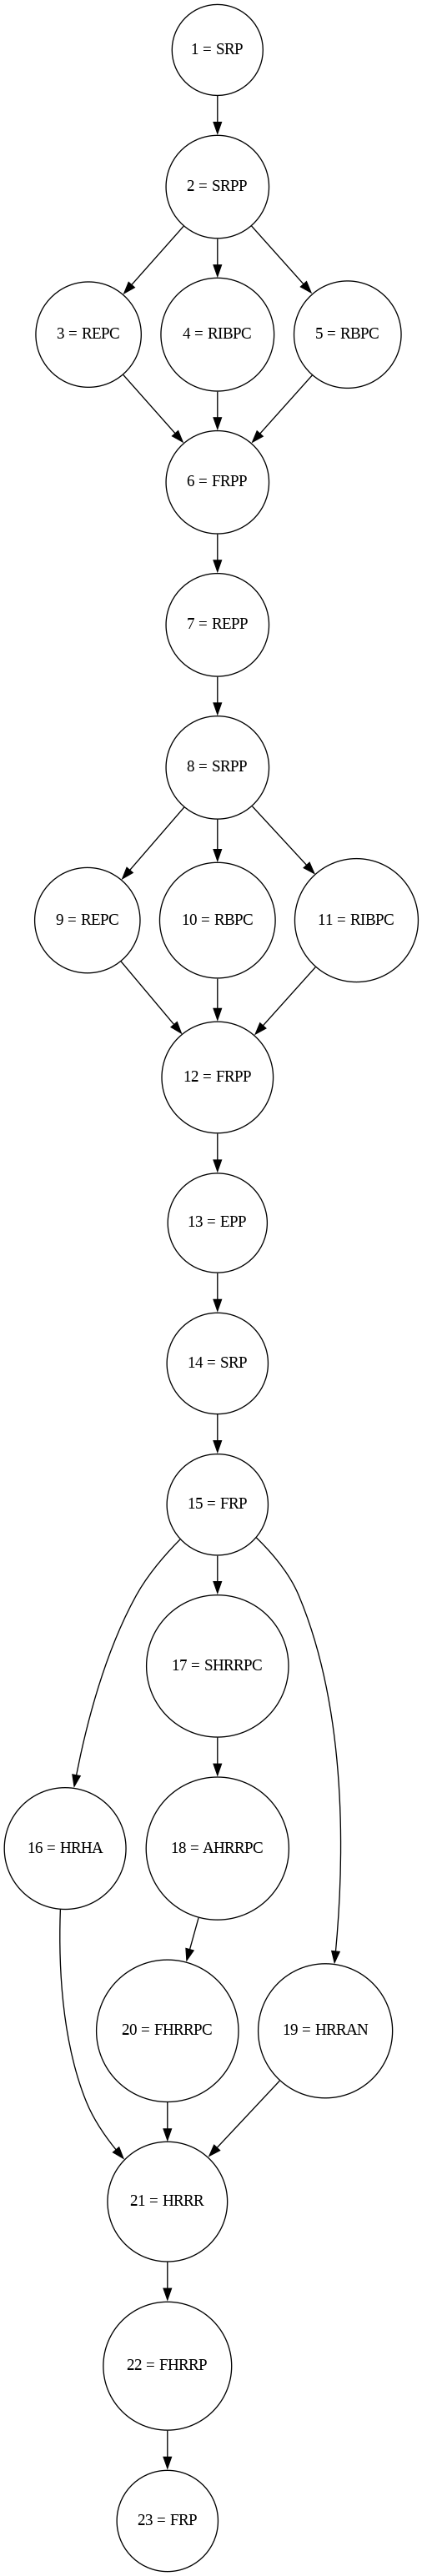 1 = SRP
2 = SRPP
3 = REPC
4 = RIBPC
5 = RBPC
6 = FRPP
7 = REPP
8 = SRPP
9 = REPC
10 = RBPC
11 = RIBPC
12 = FRPP
13 = EPP
14 = SRP
15 = FRP
17 = SHRRPC
16 = HRHA
18 = AHRRPC
20 = FHRRPC
19 = HRRAN
21 = HRRR
22 = FHRRP
23 = FRP